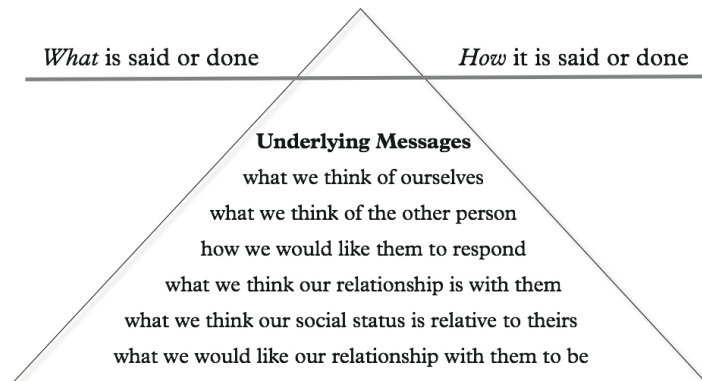 What is said or done
How it is said or done
Underlying Messages
what we think of ourselves
what we think of the other person
how we would like them to respond
what we think our relationship is with them
what we think our social status is relative to theirs
what we would like our relationship with them to be